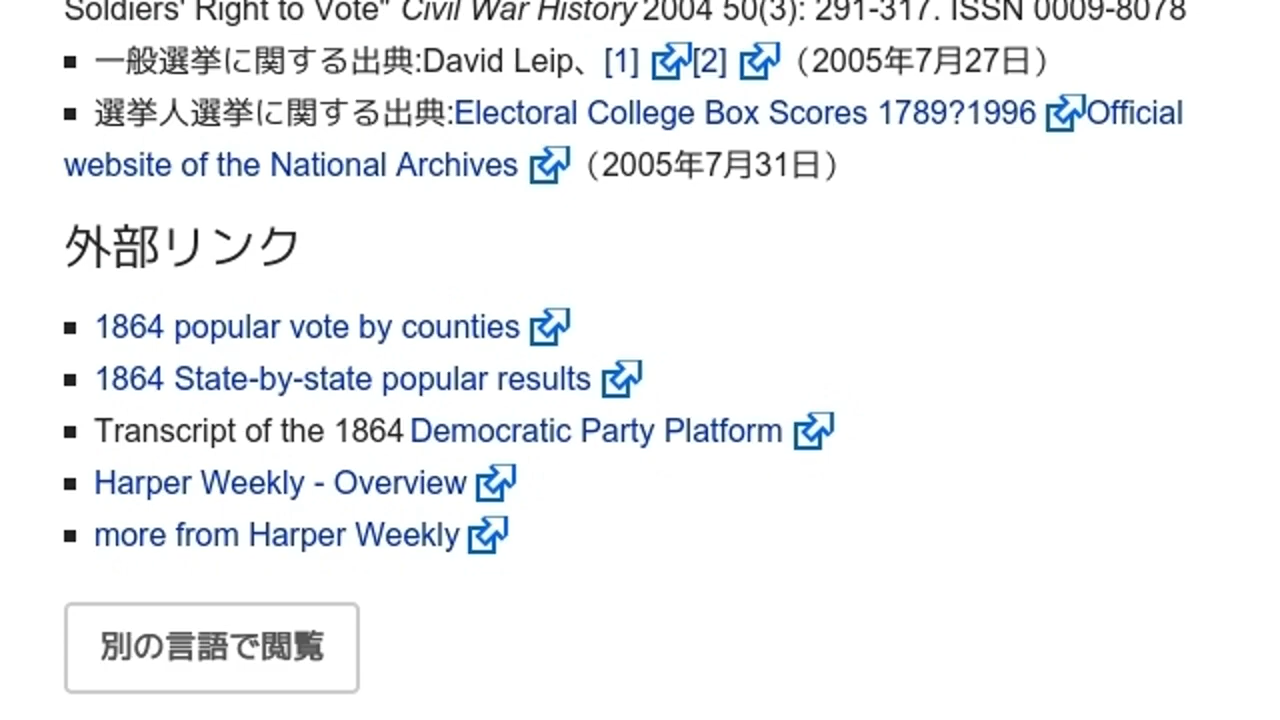 Soldiers' Right to Vote" Civil War History 2004 50(3): 291-317. ISSN 0009-8078
一般選挙に関する出典:David Leip、[1] [2] （2005年7月27日）
選挙人選挙に関する出典:Electoral College Box Scores 1789?1996 Official
website of the National Archives （2005年7月31日）
外部リンク
1864 popular vote by counties
1864 State-by-state popular results
Transcript of the 1864 Democratic Party Platform
Harper Weekly - Overview
more from Harper Weekly
別の言語で閲覧